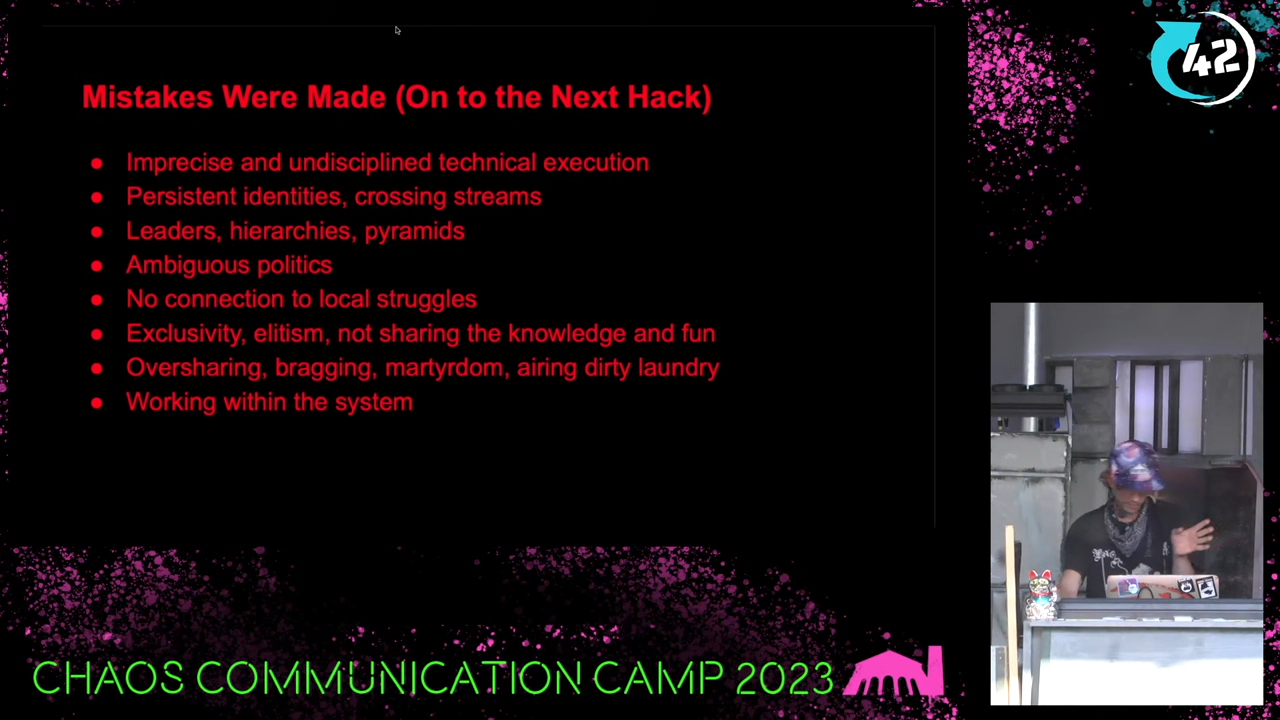 Mistakes Were Made (On to the Next Hack)
● Imprecise and undisciplined technical execution
● Persistent identities, crossing streams
● Leaders, hierarchies, pyramids
● Ambiguous politics
● No connection to local struggles
● Exclusivity, elitism, not sharing the knowledge and fun
● Oversharing, bragging, martyrdom, airing dirty laundry
● Working within the system
42
CHAOS COMMUNICATION CAMP 2023